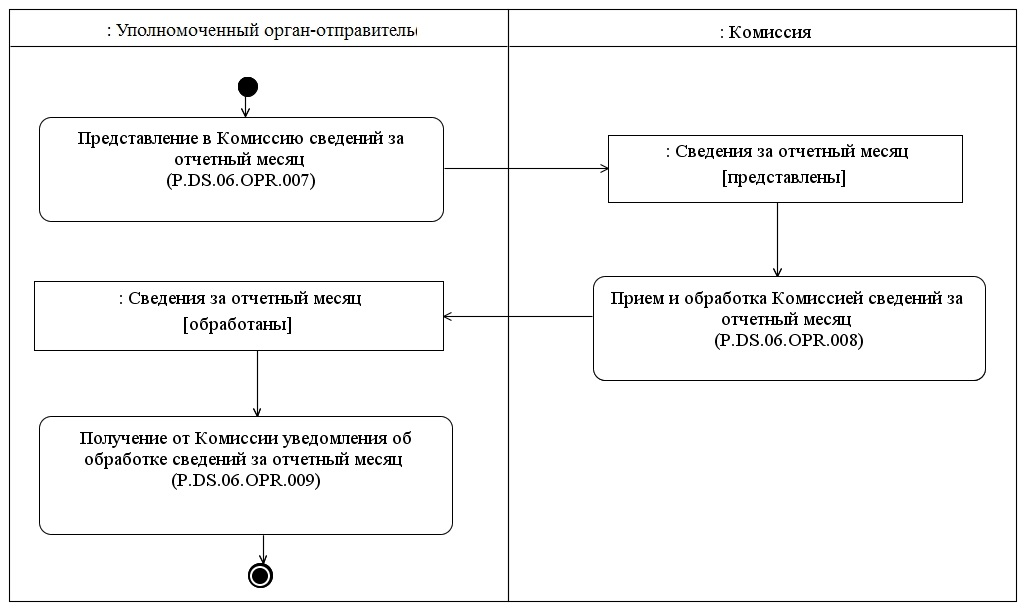 : Уполномоченный орган-отправитель
: Комиссия
Представление в Комиссию сведений за
отчетный месяц
(P.DS.06.OPR.007)
: Сведения за отчетный месяц
[представлены]
: Сведения за отчетный месяц
[обработаны]
Прием и обработка Комиссией сведений за
отчетный месяц
(P.DS.06.OPR.008)
Получение от Комиссии уведомления об
обработке сведений за отчетный месяц
(P.DS.06.OPR.009)